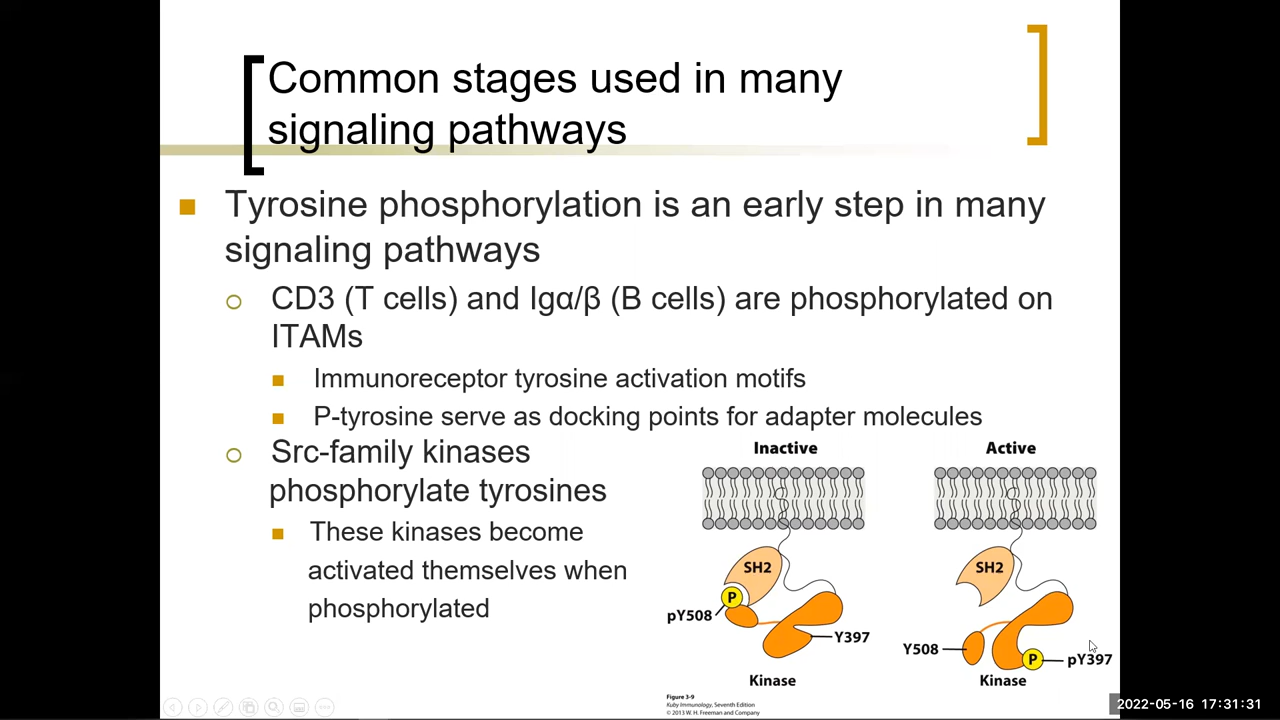 Common stages used in many
signaling pathways
Tyrosine phosphorylation is an early step in many
signaling pathways
CD3 (T cells) and Igα/β (B cells) are phosphorylated on
ITAMs
Immunoreceptor tyrosine activation motifs
P-tyrosine serve as docking points for adapter molecules
Src-family kinases
phosphorylate tyrosines
These kinases become
activated themselves when
phosphorylated
Inactive
Active
SH2
SH2
P
pY508
Y397
Y508
P
pY397
Kinase
Kinase
Figure 3-9
Kuby Immunology, Seventh Edition
© 2013 W. H. Freeman and Company
2022-05-16 17:31:31